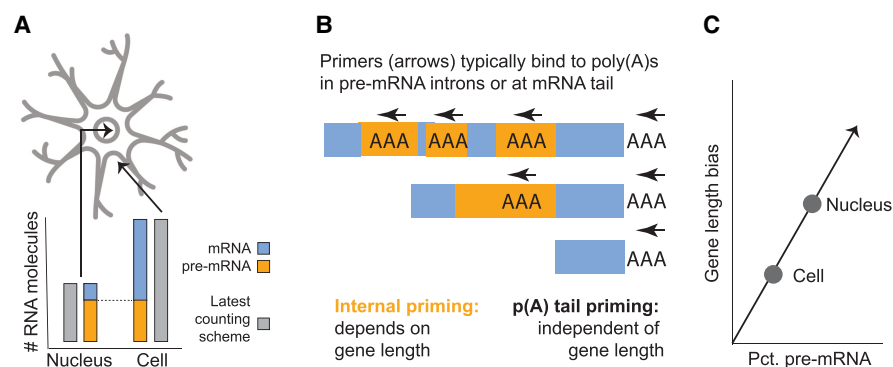 A
# RNA molecules
mRNA
pre-mRNA
Latest
counting
scheme
Nucleus
Cell
B
Primers (arrows) typically bind to poly(A)s
in pre-mRNA introns or at mRNA tail
AAA AAA AAA AAA
AAA AAA
AAA
Internal priming:
depends on
gene length
p(A) tail priming:
independent of
gene length
C
Gene length bias
Nucleus
Cell
Pct. pre-mRNA